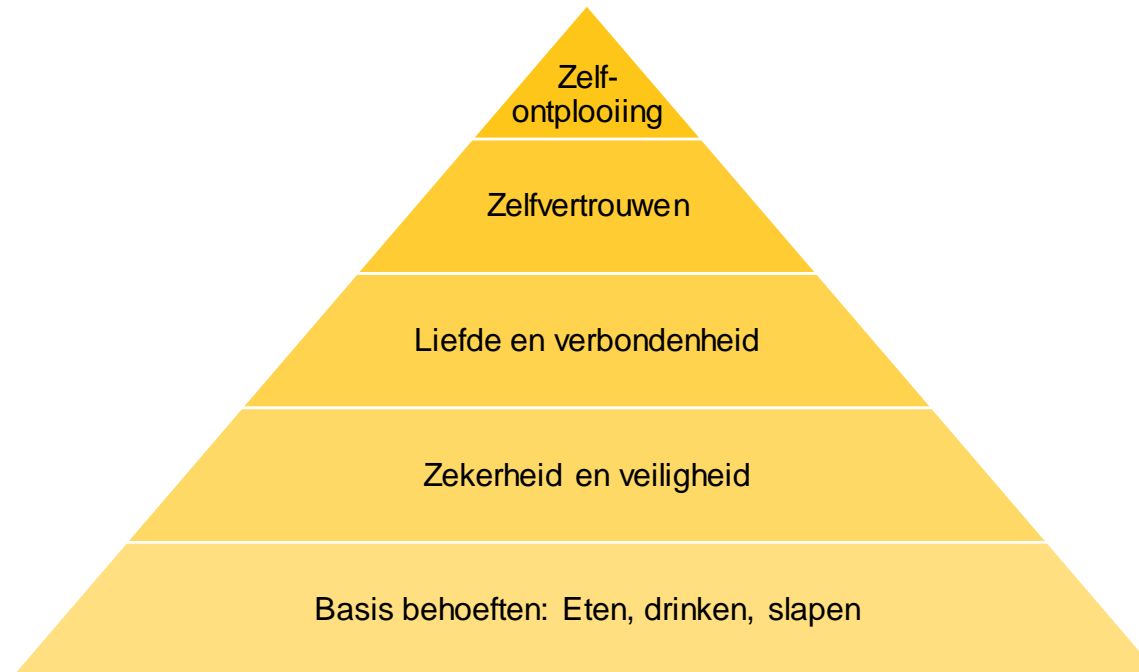 Zelf-
ontplooiing
Zelfvertrouwen
Liefde en verbondenheid
Zekerheid en veiligheid
Basis behoeften: Eten, drinken, slapen